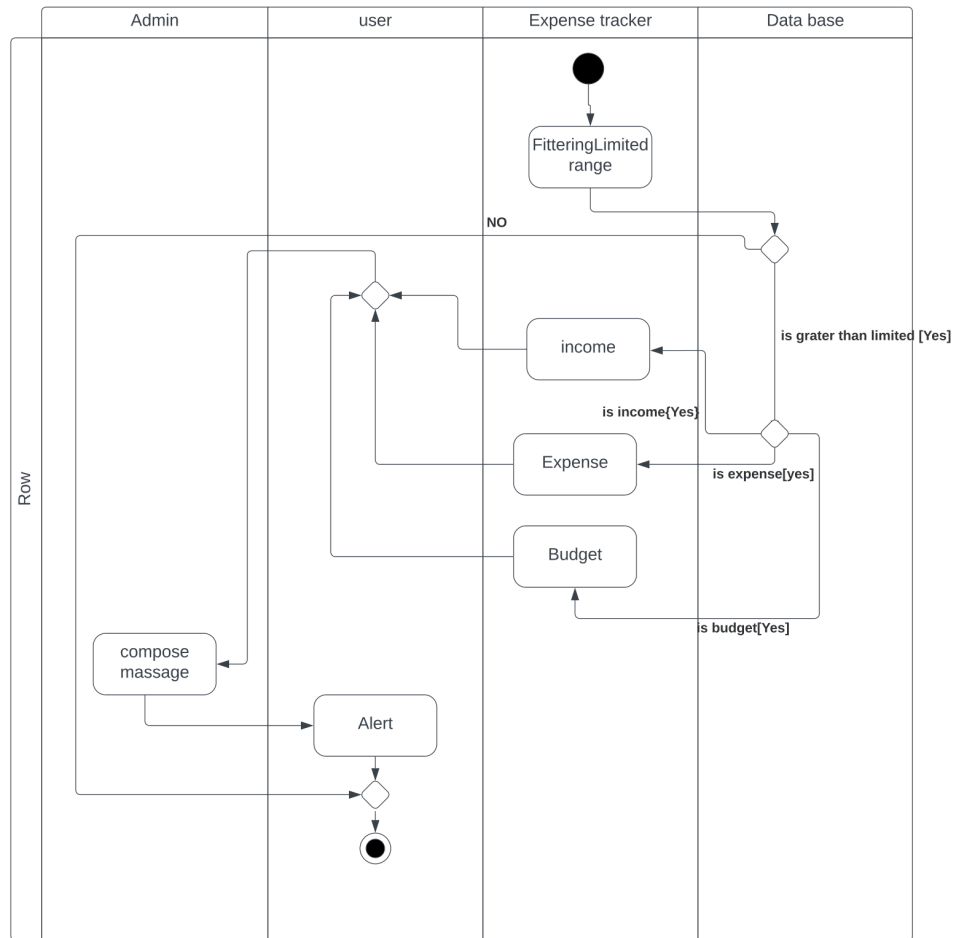 Admin
user
Expense tracker
Data base
Row
FitteringLimited
range
NO
is grater than limited [Yes]
income
is income{Yes}
Expense
is expense[yes]
Budget
is budget[Yes]
compose
massage
Alert